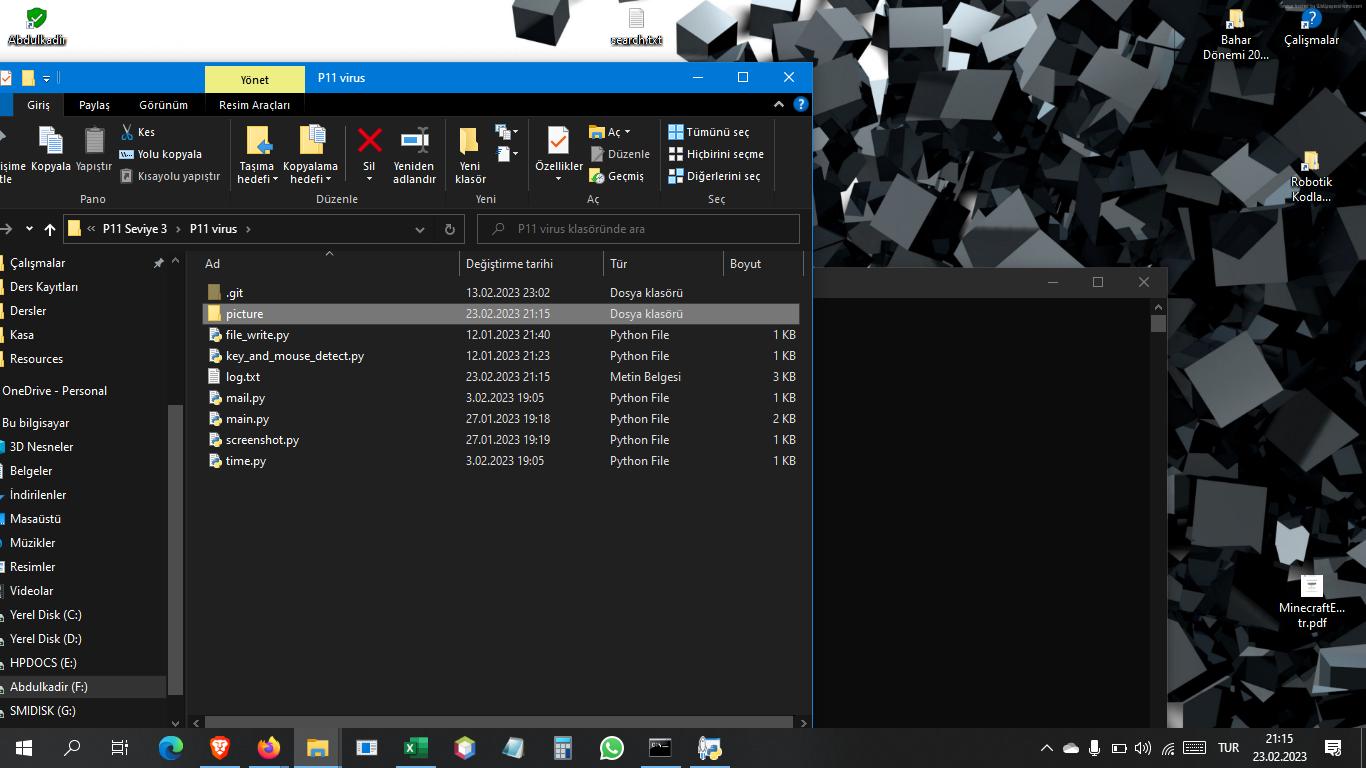 Abdulkadir
search.txt
Bahar
Dönemi 20...
Çalışmalar
Robotik
Kodla...
MinecraftE...
tr.pdf
Yönet
P11 virus
Giriş
Paylaş
Görünüm
Resim Araçları
işime
tle
Kopyala
Yapıştır
Kes
Yolu kopyala
Kısayolu yapıştır
Pano
Taşıma
hedefi
Kopyalama
hedefi
Sil
Yeniden
adlandır
Düzenle
Yeni
klasör
Yeni
Özellikler
Aç
Düzenle
Geçmiş
Aç
Tümünü seç
Hiçbirini seçme
Diğerlerini seç
Seç
« P11 Seviye 3 > P11 virus >
P11 virus klasöründe ara
Çalışmalar
Ders Kayıtları
Dersler
Kasa
Resources
OneDrive - Personal
Bu bilgisayar
3D Nesneler
Belgeler
İndirilenler
Masaüstü
Müzikler
Resimler
Videolar
Yerel Disk (C:)
Yerel Disk (D:)
HPDOCS (E:)
Abdulkadir (F:)
SMIDISK (G:)
Ad Değiştirme tarihi Tür Boyut
.git 13.02.2023 23:02 Dosya klasörü
picture 23.02.2023 21:15 Dosya klasörü
file_write.py 12.01.2023 21:40 Python File 1 KB
key_and_mouse_detect.py 12.01.2023 21:23 Python File 1 KB
log.txt 23.02.2023 21:15 Metin Belgesi 3 KB
mail.py 3.02.2023 19:05 Python File 1 KB
main.py 27.01.2023 19:18 Python File 2 KB
screenshot.py 27.01.2023 19:19 Python File 1 KB
time.py 3.02.2023 19:05 Python File 1 KB
TUR
21:15
23.02.2023